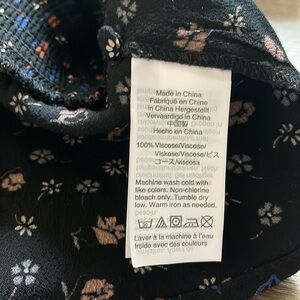 Made in China
Fabriqué en Chine
In China Hergestellt
Vervaardigd in China
中国製
Hecho en China
100% Viscose/Viscose/
Viskose/Viscose/ビス
コース/viscosa
Machine wash cold with
like colors. Non-chlorine
bleach only. Tumble dry
low. Warm iron as needed.
Laver à la machine à l'eau
froide avec des couleurs